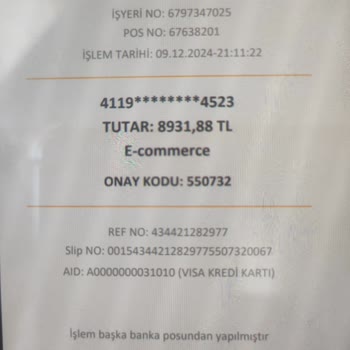 İŞYERİ NO: 6797347025
POS NO: 67638201
İŞLEM TARİHİ: 09.12.2024-21:11:22
4119********4523
TUTAR: 8931,88 TL
E-commerce
ONAY KODU: 550732
REF NO: 434421282977
Slip NO: 00154344212829775507320067
AID: A0000000031010 (VISA KREDİ KARTI)
İşlem başka banka posundan yapılmıştır